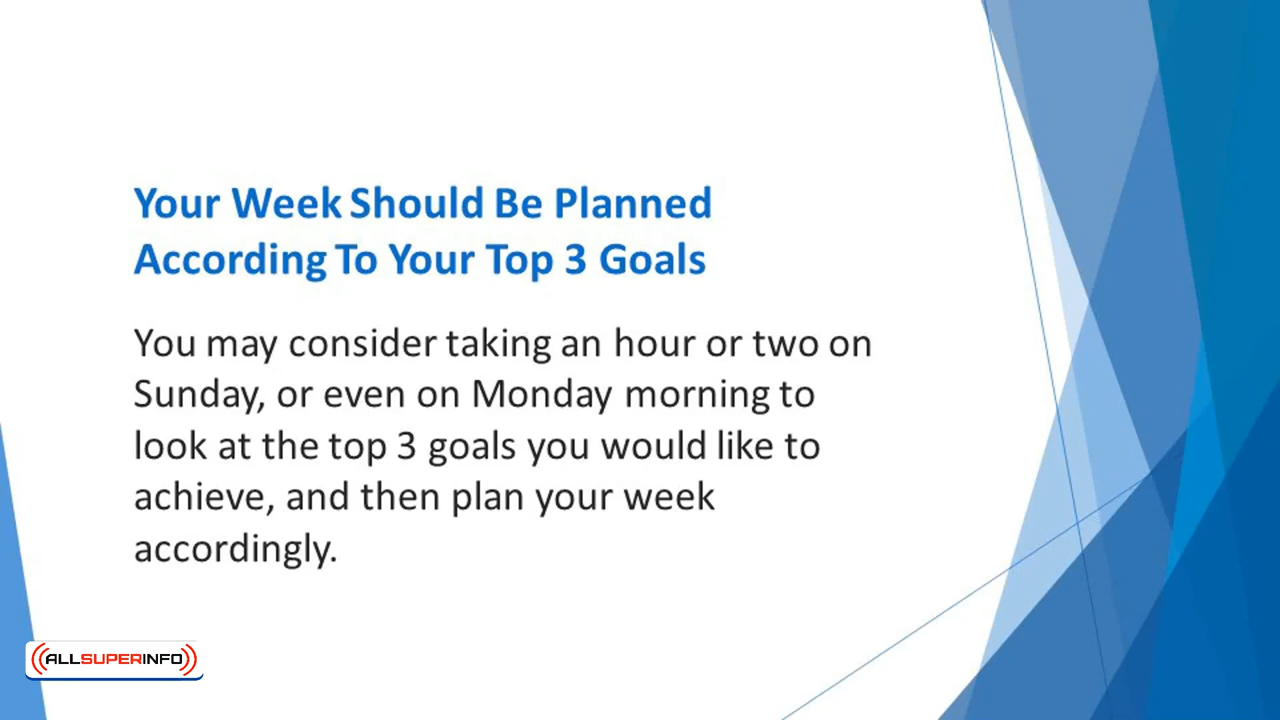 Your Week Should Be Planned
According To Your Top 3 Goals
You may consider taking an hour or two on
Sunday, or even on Monday morning to
look at the top 3 goals you would like to
achieve, and then plan your week
accordingly.
ALLSUPERINFO